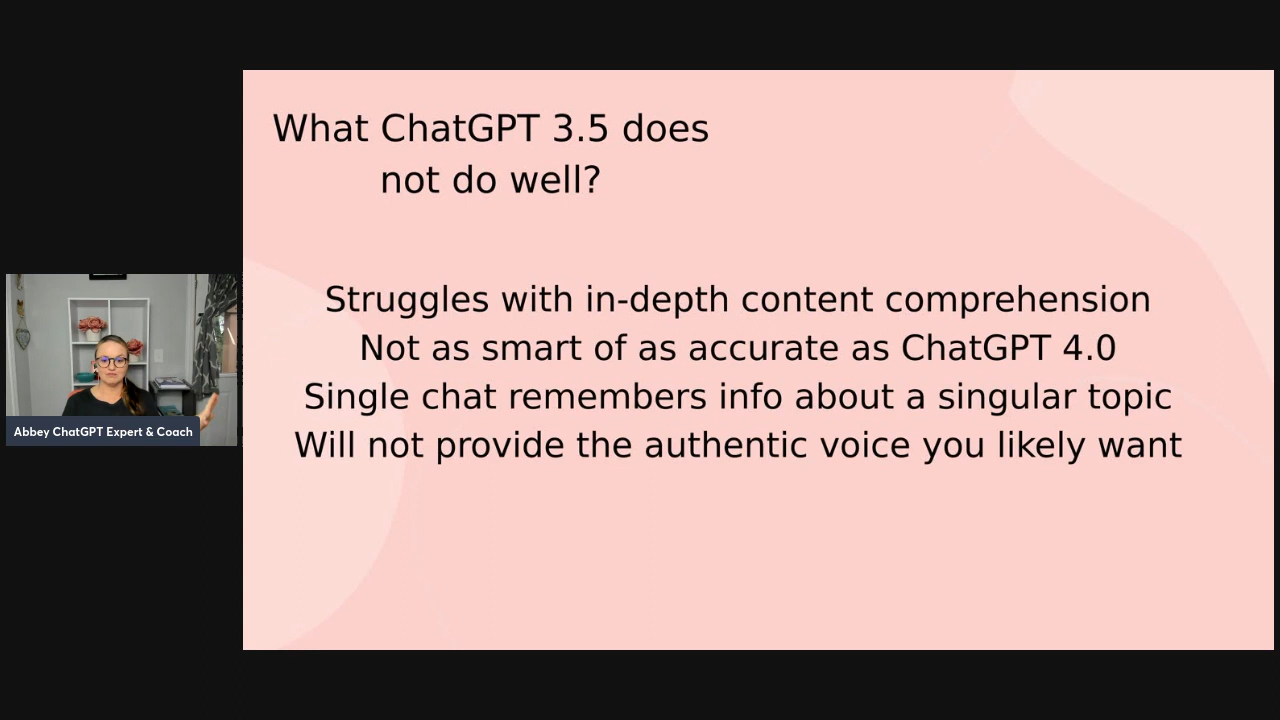 What ChatGPT 3.5 does
not do well?
Struggles with in-depth content comprehension
Not as smart of as accurate as ChatGPT 4.0
Single chat remembers info about a singular topic
Will not provide the authentic voice you likely want
Abbey ChatGPT Expert & Coach